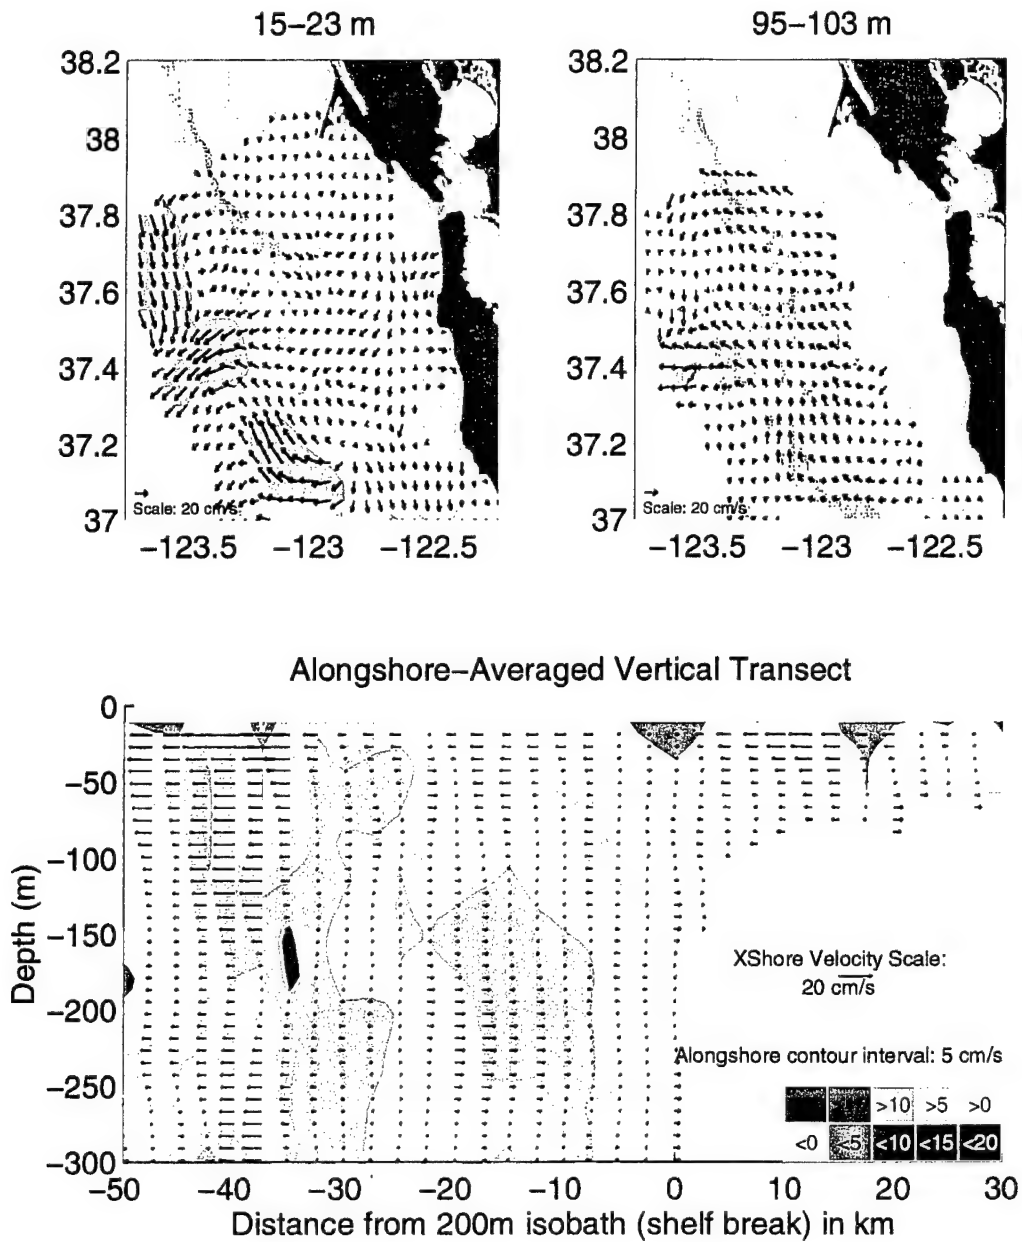 15−23 m
95−103 m
38.2
38
37.8
37.6
37.4
37.2
37
Scale: 20 cm/s
−123.5 −123 −122.5
38.2
38
37.8
37.6
37.4
37.2
37
Scale: 20 cm/s
−123.5 −123 −122.5
Alongshore−Averaged Vertical Transect
Depth (m)
0
−50
−100
−150
−200
−250
−300
XShore Velocity Scale:
20 cm/s
Alongshore contour interval: 5 cm/s
>10 >5 >0
<0 <5 <10 <15 <20
−50 −40 −30 −20 −10 0 10 20 30
Distance from 200m isobath (shelf break) in km